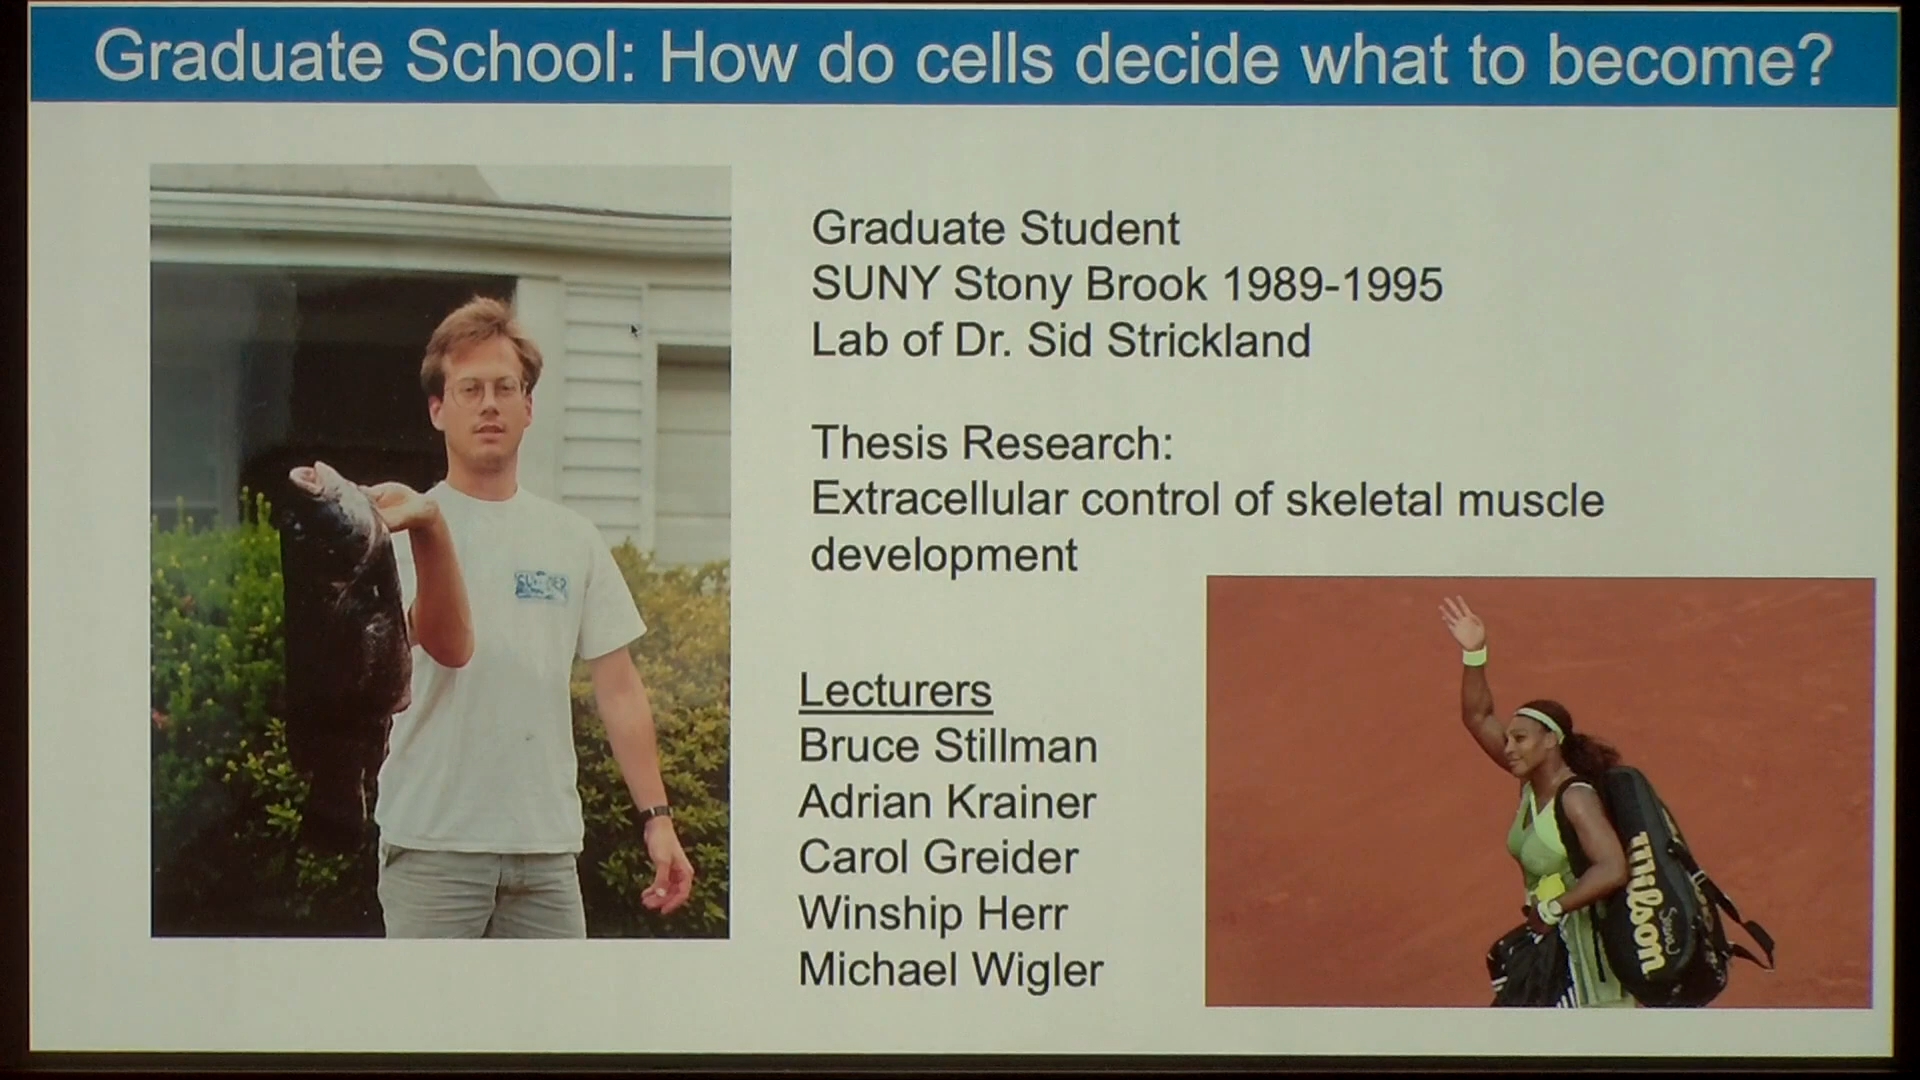 Graduate School: How do cells decide what to become?
Graduate Student
SUNY Stony Brook 1989-1995
Lab of Dr. Sid Strickland
Thesis Research:
Extracellular control of skeletal muscle
development
Lecturers
Bruce Stillman
Adrian Krainer
Carol Greider
Winship Herr
Michael Wigler
Wilson